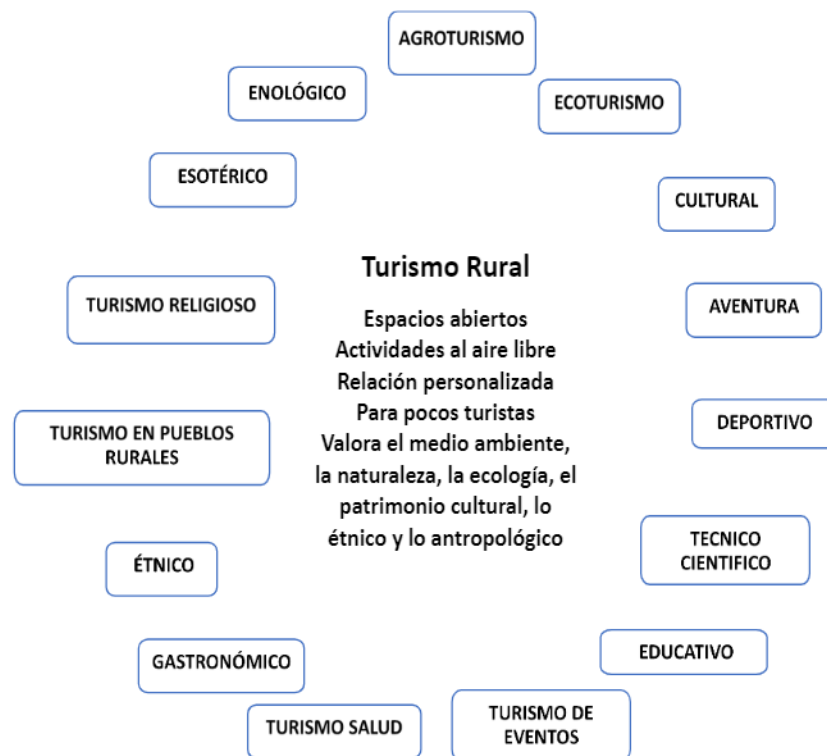 AGROTURISMO
ECOTURISMO
CULTURAL
AVENTURA
DEPORTIVO
TECNICO
CIENTIFICO
EDUCATIVO
TURISMO DE
EVENTOS
TURISMO SALUD
GASTRONÓMICO
ÉTNICO
TURISMO EN PUEBLOS
RURALES
TURISMO RELIGIOSO
ESOTÉRICO
ENOLÓGICO
Turismo Rural
Espacios abiertos
Actividades al aire libre
Relación personalizada
Para pocos turistas
Valora el medio ambiente,
la naturaleza, la ecología, el
patrimonio cultural, lo
étnico y lo antropológico